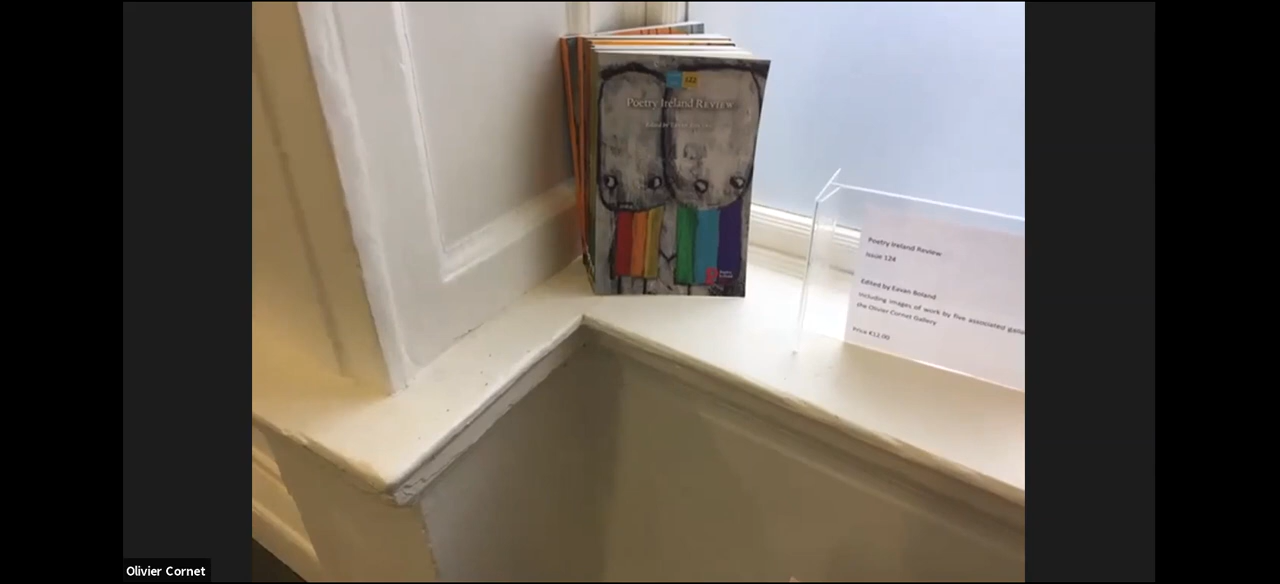 122
Poetry Ireland REVIEW
Poetry Ireland Review
Issue 124
Edited by Eavan Boland
including images of work by five associated
the Olivier Cornet Gallery
Price €12.00
Olivier Cornet